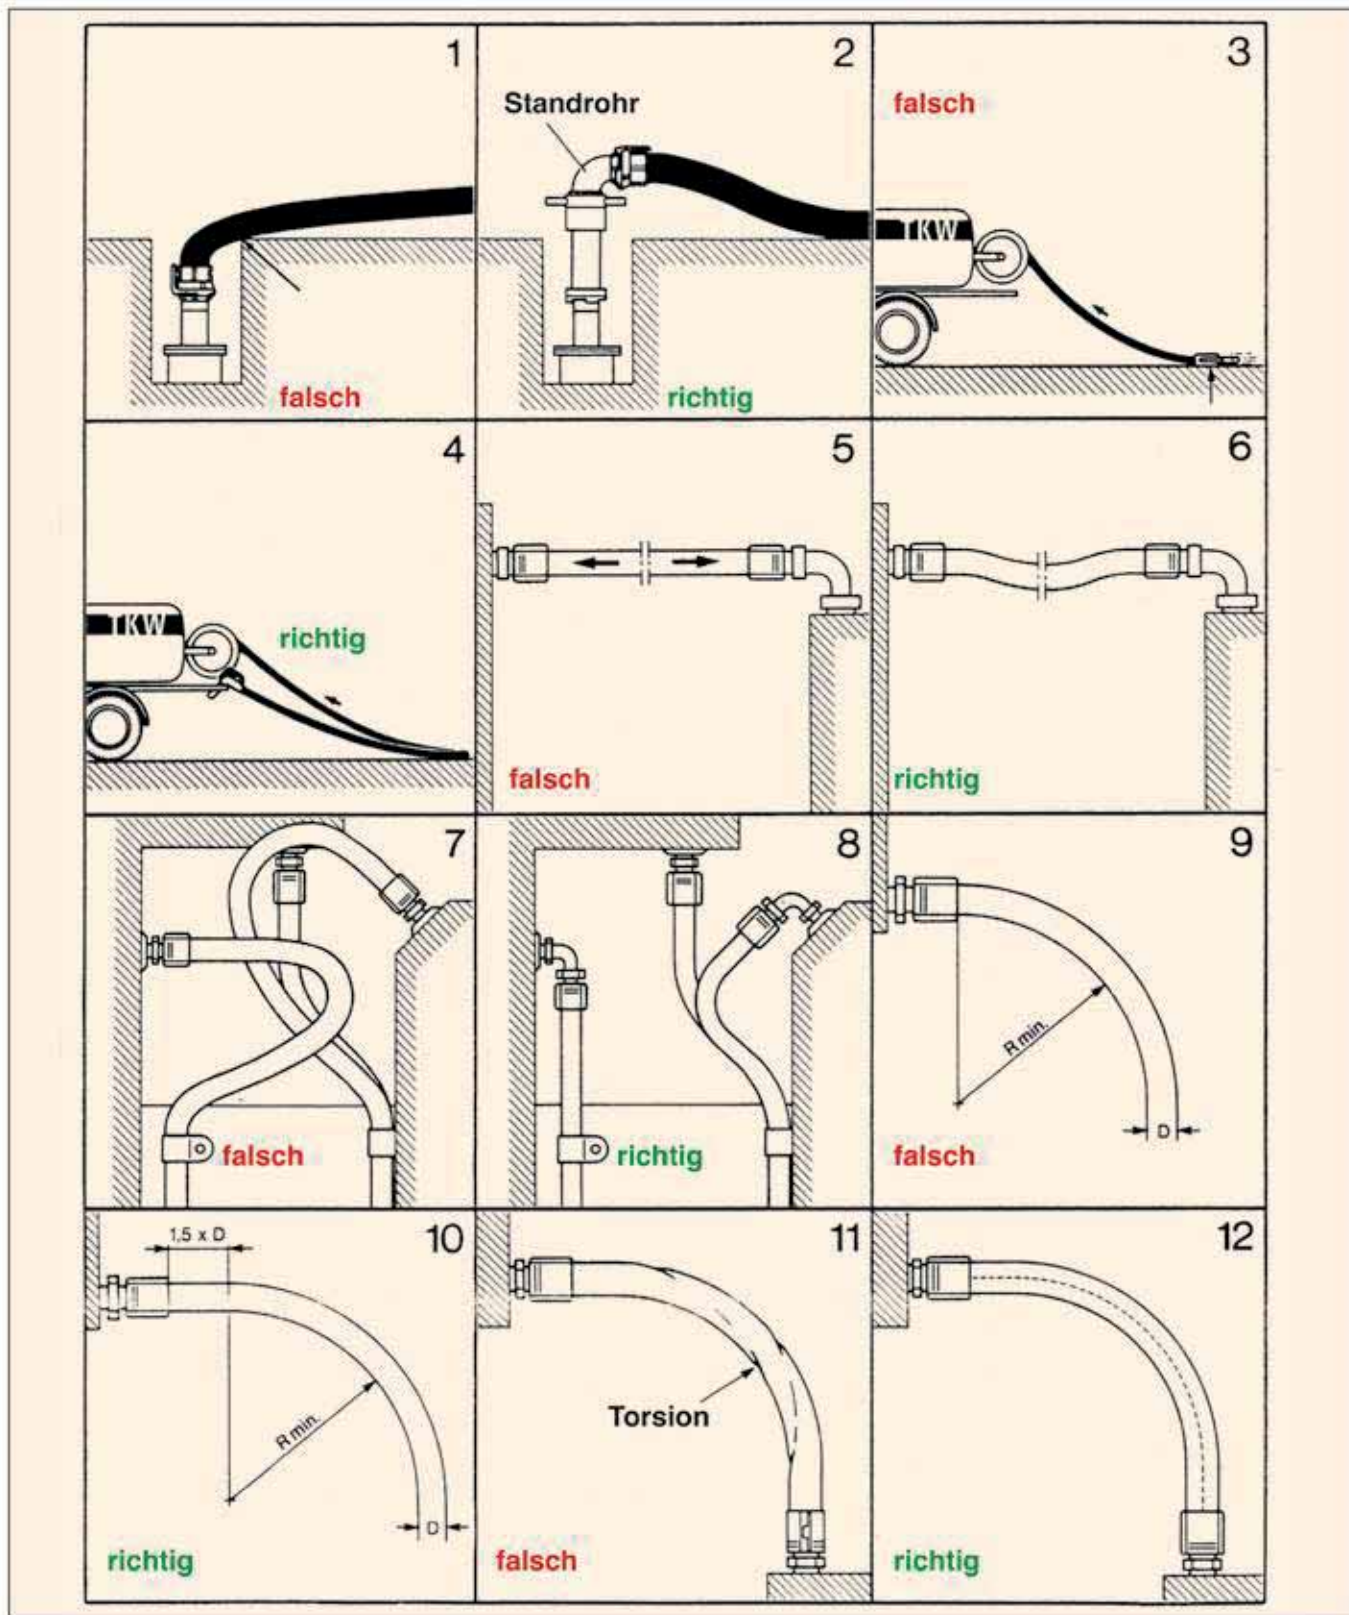 1
falsch
2
Standrohr
richtig
3
falsch
TKW
4
TKW
richtig
5
falsch
6
richtig
7
falsch
8
richtig
9
R min.
D
falsch
10
1,5 x D
R min.
D
richtig
11
Torsion
falsch
12
richtig